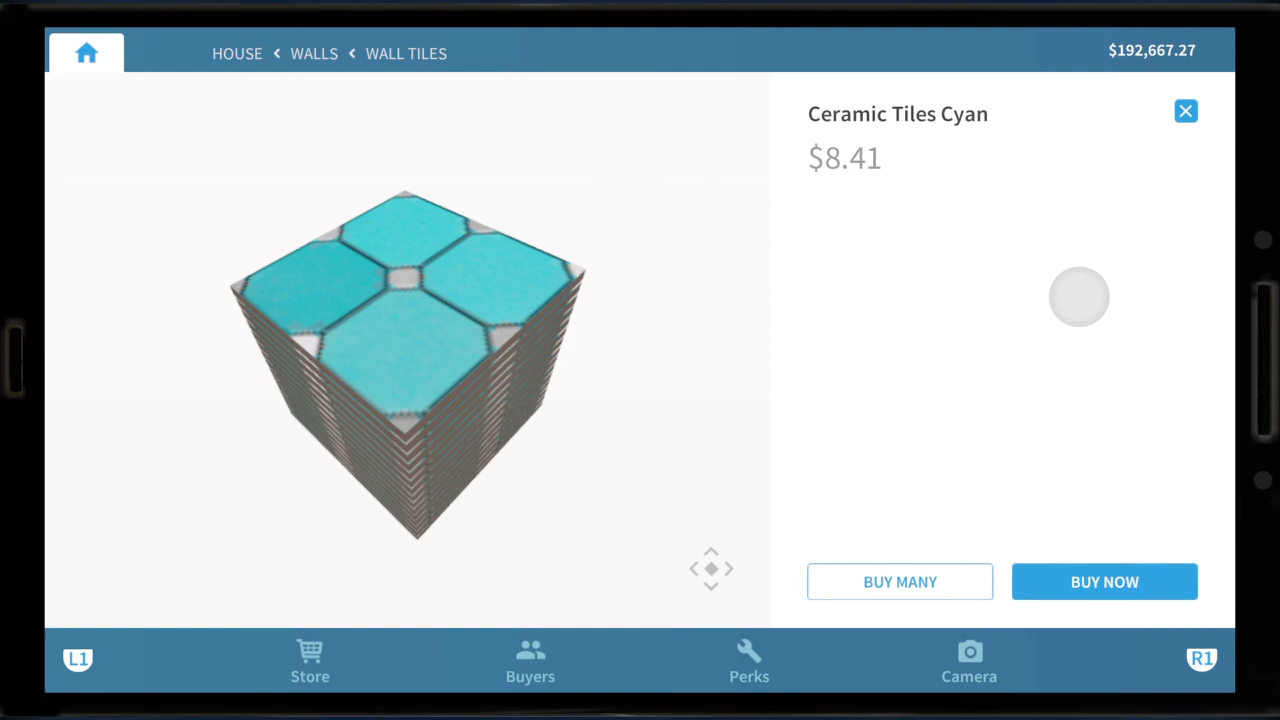 HOUSE < WALLS < WALL TILES
$192,667.27
Ceramic Tiles Cyan
$8.41
BUY MANY
BUY NOW
L1
Store
Buyers
Perks
Camera
R1